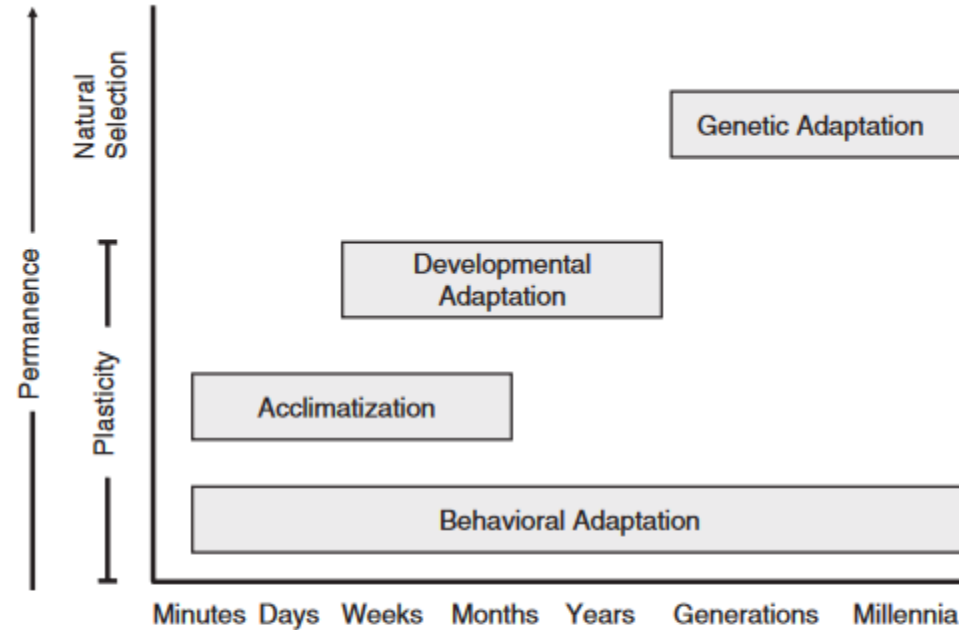 Permanence
Natural
Selection
Plasticity
Genetic Adaptation
Developmental
Adaptation
Acclimatization
Behavioral Adaptation
Minutes Days Weeks Months Years Generations Millennia